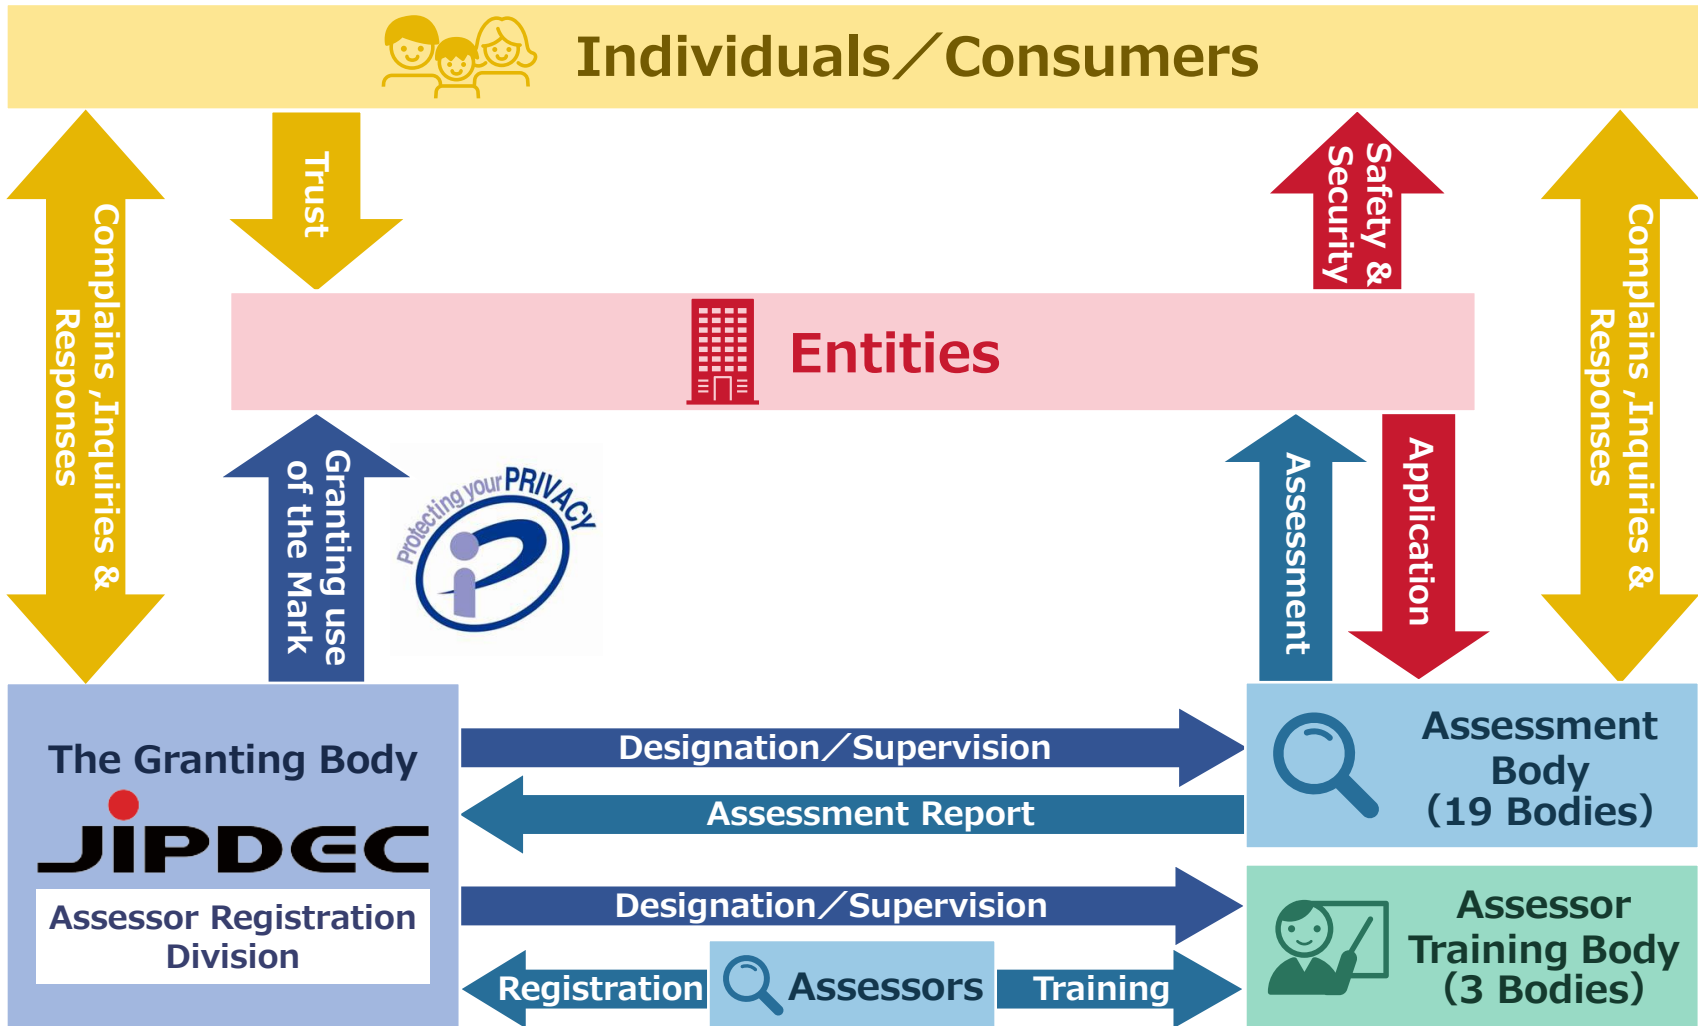 Individuals／Consumers
Complains ,Inquiries &
Responses
Trust
Safety &
Security
Complains ,Inquiries &
Responses
Entities
Granting use
of the Mark
Protecting your PRIVACY
Assessment
Application
The Granting Body
JIPDEC
Assessor Registration
Division
Designation／Supervision
Assessment Report
Assessment
Body
(19 Bodies)
Designation／Supervision
Registration
Assessors
Training
Assessor
Training Body
(3 Bodies)